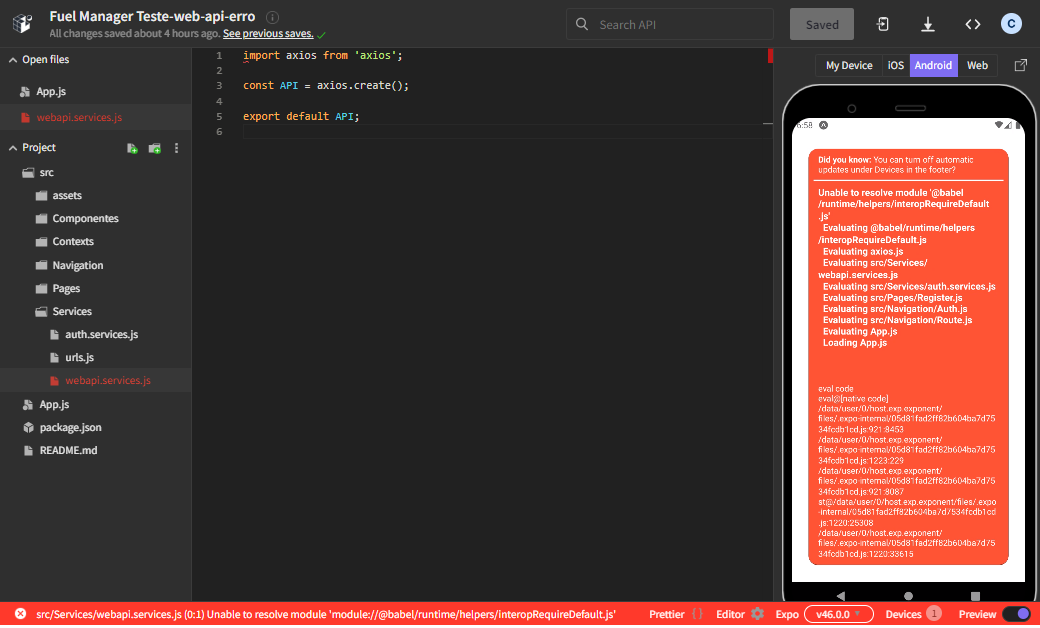 Fuel Manager Teste-web-api-erro
All changes saved about 4 hours ago. See previous saves.
Search API
Saved
C
Open files
App.js
webapi.services.js
Project
src
assets
Componentes
Contexts
Navigation
Pages
Services
auth.services.js
urls.js
webapi.services.js
App.js
package.json
README.md
1 import axios from 'axios';
2
3 const API = axios.create();
4
5 export default API;
6
My Device iOS Android Web
6:58
Did you know: You can turn off automatic
updates under Devices in the footer?
Unable to resolve module '@babel
/runtime/helpers/interopRequireDefault
.js'
Evaluating @babel/runtime/helpers
/interopRequireDefault.js
Evaluating axios.js
Evaluating src/Services/
webapi.services.js
Evaluating src/Services/auth.services.js
Evaluating src/Pages/Register.js
Evaluating src/Navigation/Auth.js
Evaluating src/Navigation/Route.js
Evaluating App.js
Loading App.js
eval code
eval@[native code]
/data/user/0/host.exp.exponent/
files/.expo-internal/05d81fad2ff82b604ba7d75
34fcdb1cd.js:921:8453
/data/user/0/host.exp.exponent/
files/.expo-internal/05d81fad2ff82b604ba7d75
34fcdb1cd.js:1223:229
/data/user/0/host.exp.exponent/
files/.expo-internal/05d81fad2ff82b604ba7d75
34fcdb1cd.js:921:8087
st@/data/user/0/host.exp.exponent/files/.expo
-internal/05d81fad2ff82b604ba7d7534fcdb1cd
.js:1220:25308
/data/user/0/host.exp.exponent/
files/.expo-internal/05d81fad2ff82b604ba7d75
34fcdb1cd.js:1220:33615
src/Services/webapi.services.js (0:1) Unable to resolve module 'module://@babel/runtime/helpers/interopRequireDefault.js'
Prettier { } Editor Expo v46.0.0 Devices 1 Preview